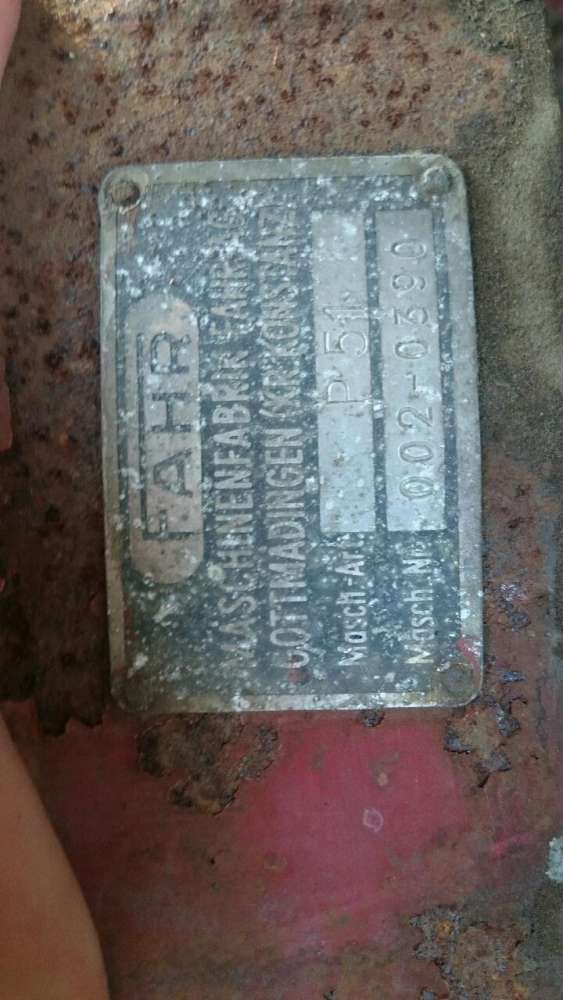 FAHR
MASCHINENFABRIK FAHR A.G.
GOTTMADINGEN (KR. KONSTANZ)
Masch.-Art: P 51
Masch.Nr. 002-0390